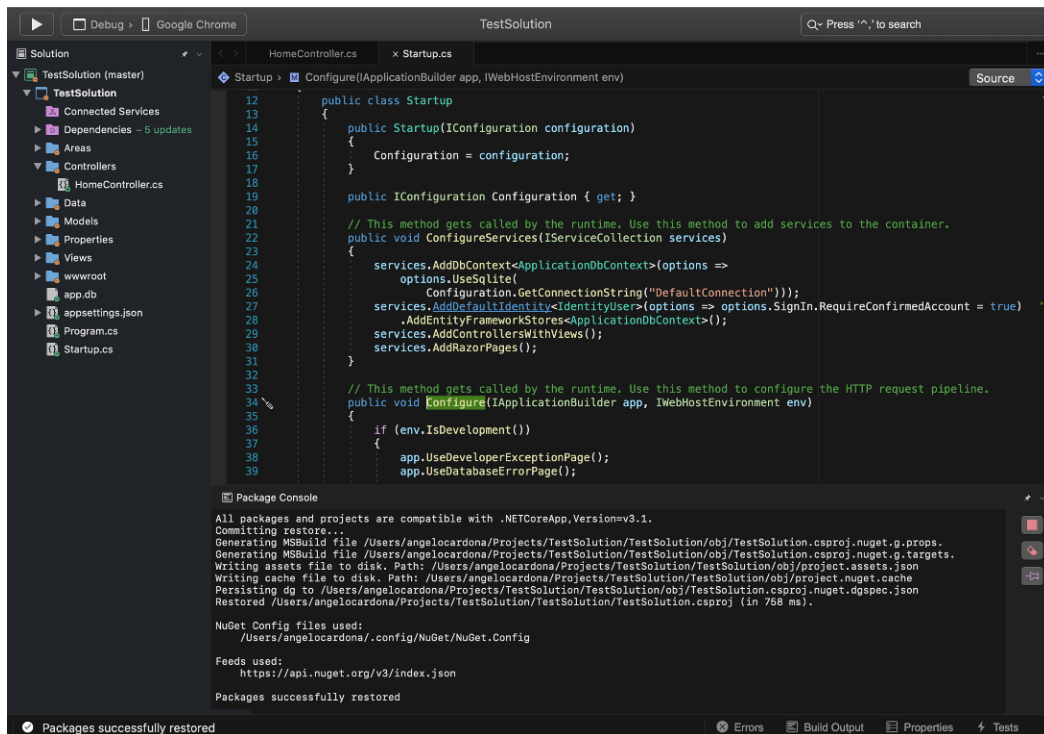 Debug › Google Chrome
TestSolution
Press '^,' to search
Solution
HomeController.cs
× Startup.cs
TestSolution (master)
Startup › M Configure(IApplicationBuilder app, IWebHostEnvironment env)
Source
TestSolution
Connected Services
Dependencies – 5 updates
Areas
Controllers
HomeController.cs
Data
Models
Properties
Views
wwwroot
app.db
appsettings.json
Program.cs
Startup.cs
12 public class Startup
13 {
14 public Startup(IConfiguration configuration)
15 {
16 Configuration = configuration;
17 }
18
19 public IConfiguration Configuration { get; }
20
21 // This method gets called by the runtime. Use this method to add services to the container.
22 public void ConfigureServices(IServiceCollection services)
23 {
24 services.AddDbContext<ApplicationDbContext>(options =>
25 options.UseSqlite(
26 Configuration.GetConnectionString("DefaultConnection")));
27 services.AddDefaultIdentity<IdentityUser>(options => options.SignIn.RequireConfirmedAccount = true)
28 .AddEntityFrameworkStores<ApplicationDbContext>();
29 services.AddControllersWithViews();
30 services.AddRazorPages();
31 }
32
33 // This method gets called by the runtime. Use this method to configure the HTTP request pipeline.
34 public void Configure(IApplicationBuilder app, IWebHostEnvironment env)
35 {
36 if (env.IsDevelopment())
37 {
38 app.UseDeveloperExceptionPage();
39 app.UseDatabaseErrorPage();
Package Console
All packages and projects are compatible with .NETCoreApp,Version=v3.1.
Committing restore...
Generating MSBuild file /Users/angelocardona/Projects/TestSolution/TestSolution/obj/TestSolution.csproj.nuget.g.props.
Generating MSBuild file /Users/angelocardona/Projects/TestSolution/TestSolution/obj/TestSolution.csproj.nuget.g.targets.
Writing assets file to disk. Path: /Users/angelocardona/Projects/TestSolution/TestSolution/obj/project.assets.json
Writing cache file to disk. Path: /Users/angelocardona/Projects/TestSolution/TestSolution/obj/project.nuget.cache
Persisting dg to /Users/angelocardona/Projects/TestSolution/TestSolution/obj/TestSolution.csproj.nuget.dgspec.json
Restored /Users/angelocardona/Projects/TestSolution/TestSolution/TestSolution.csproj (in 758 ms).
NuGet Config files used:
/Users/angelocardona/.config/NuGet/NuGet.Config
Feeds used:
https://api.nuget.org/v3/index.json
Packages successfully restored
Packages successfully restored
Errors
Build Output
Properties
Tests